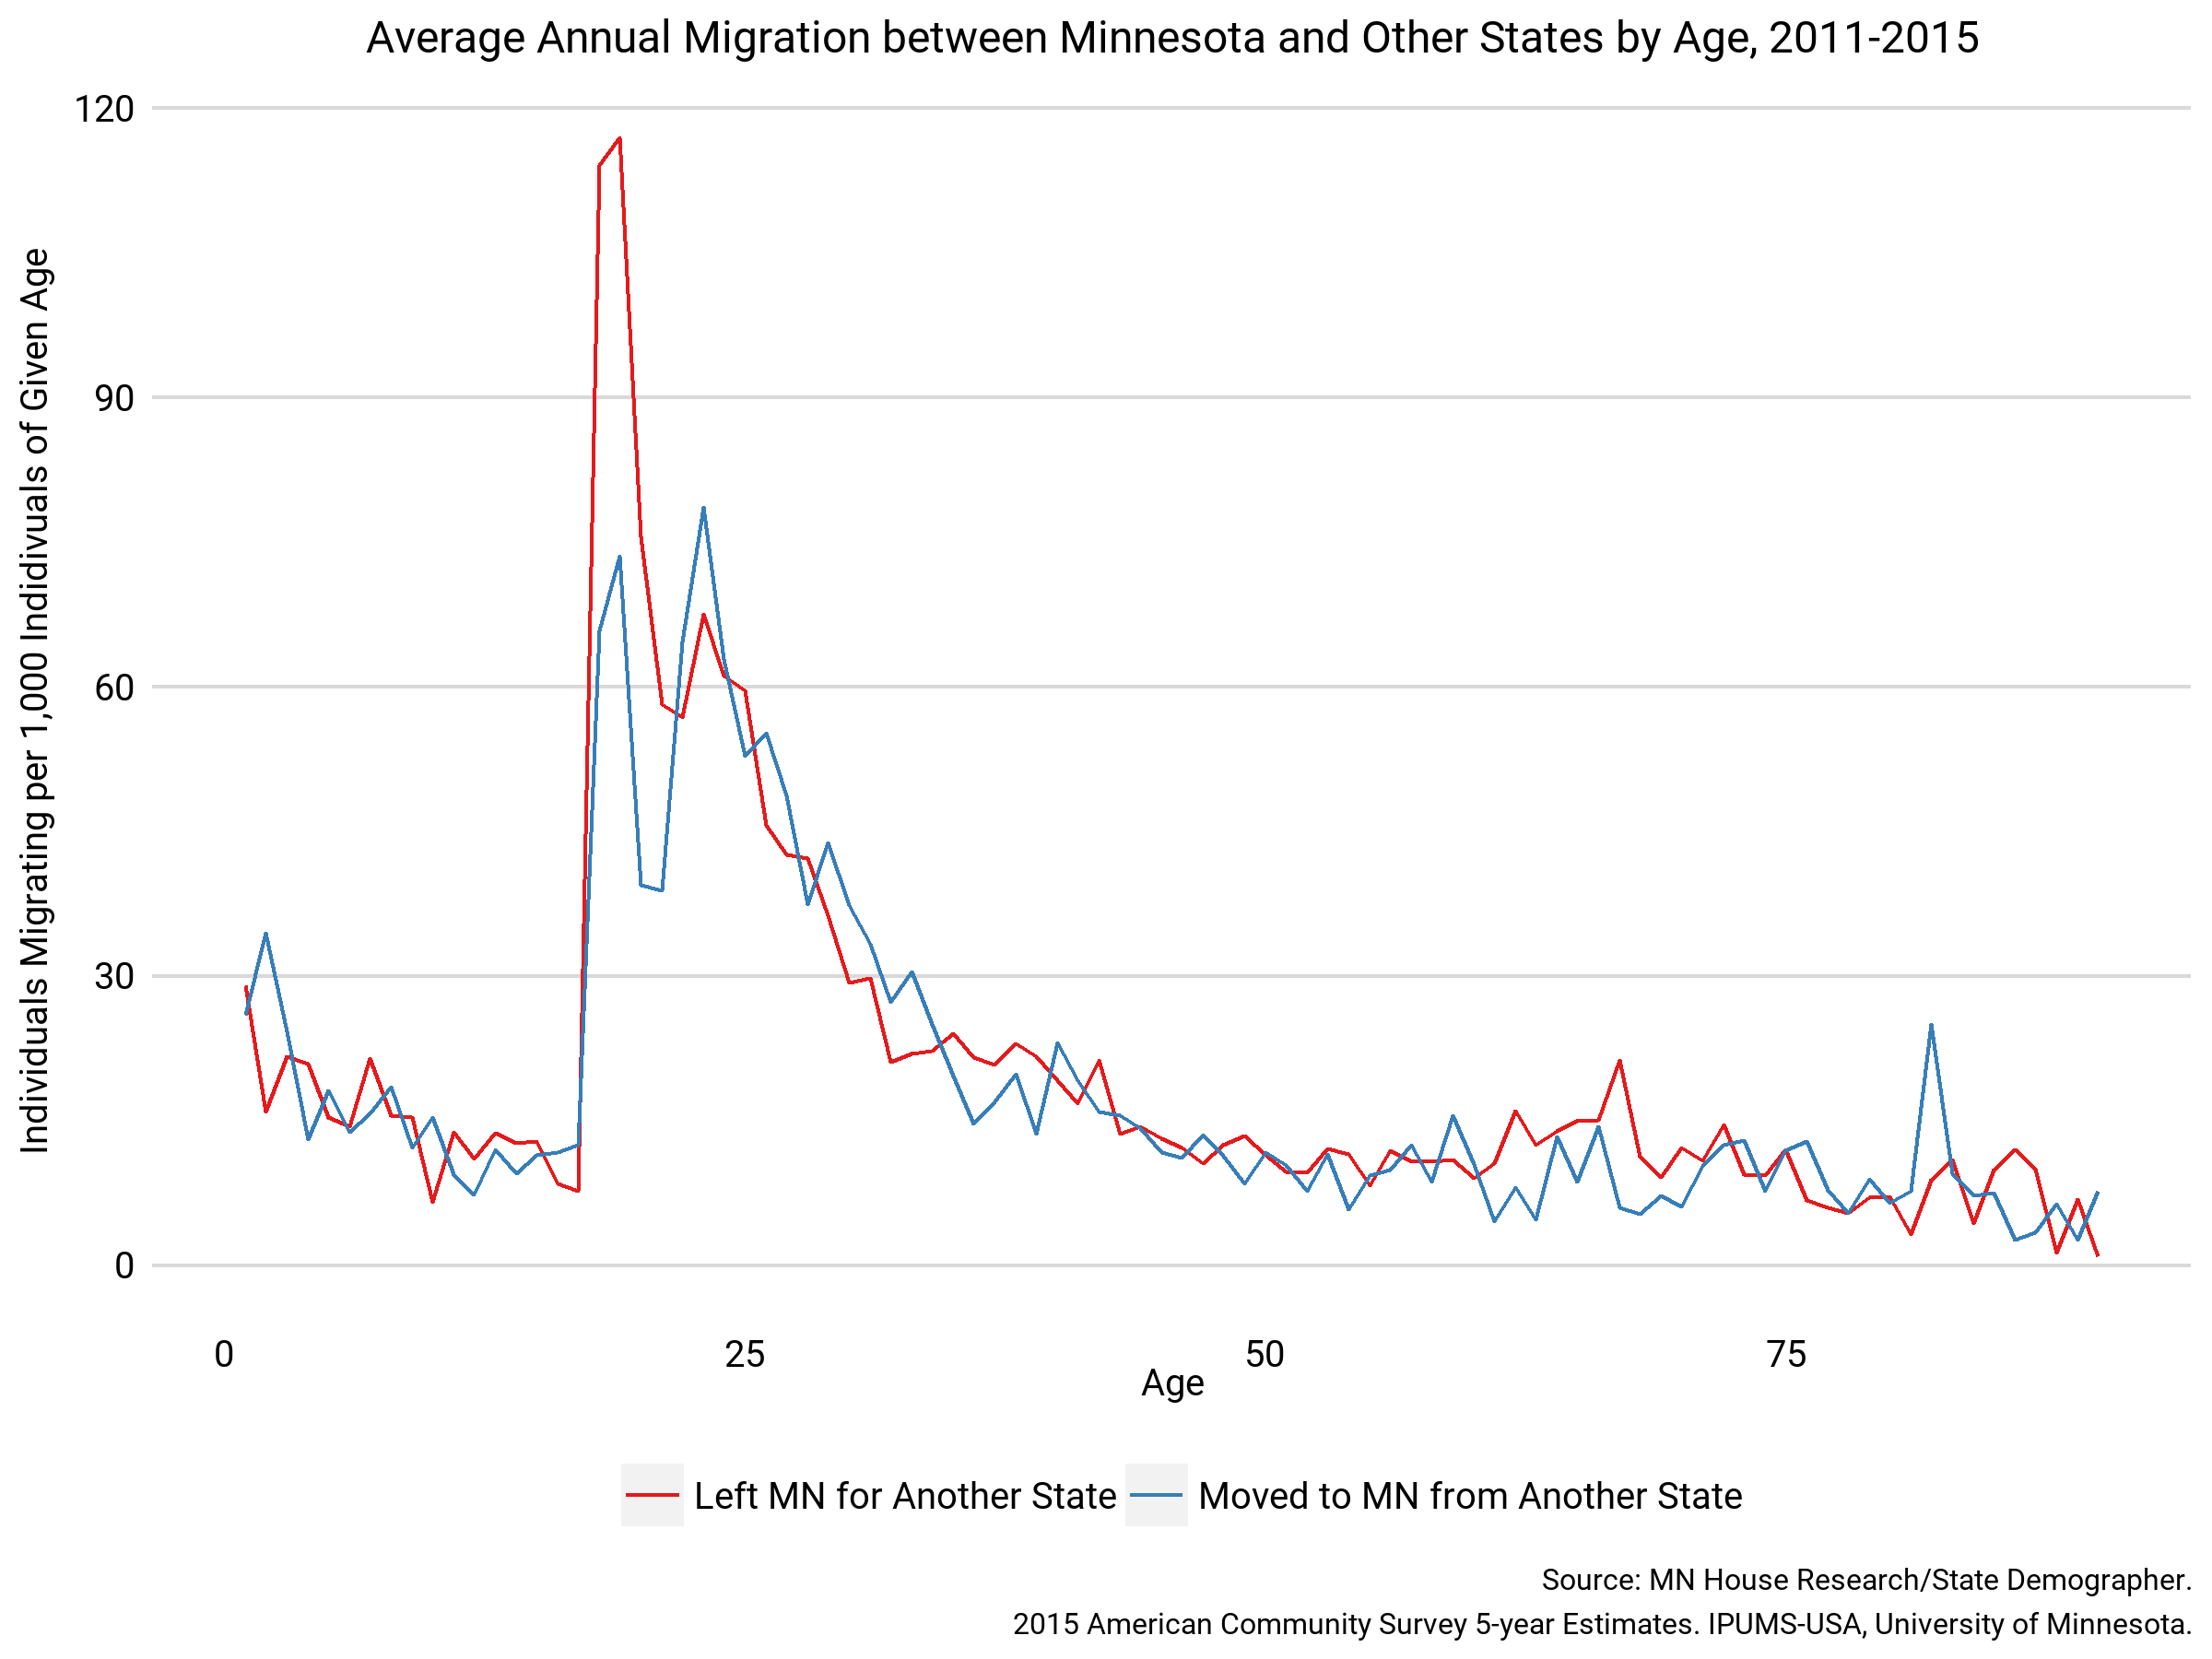 Average Annual Migration between Minnesota and Other States by Age, 2011-2015
Individuals Migrating per 1,000 Indidivuals of Given Age
120
90
60
30
0
0 25 50 75
Age
Left MN for Another State Moved to MN from Another State
Source: MN House Research/State Demographer.
2015 American Community Survey 5-year Estimates. IPUMS-USA, University of Minnesota.